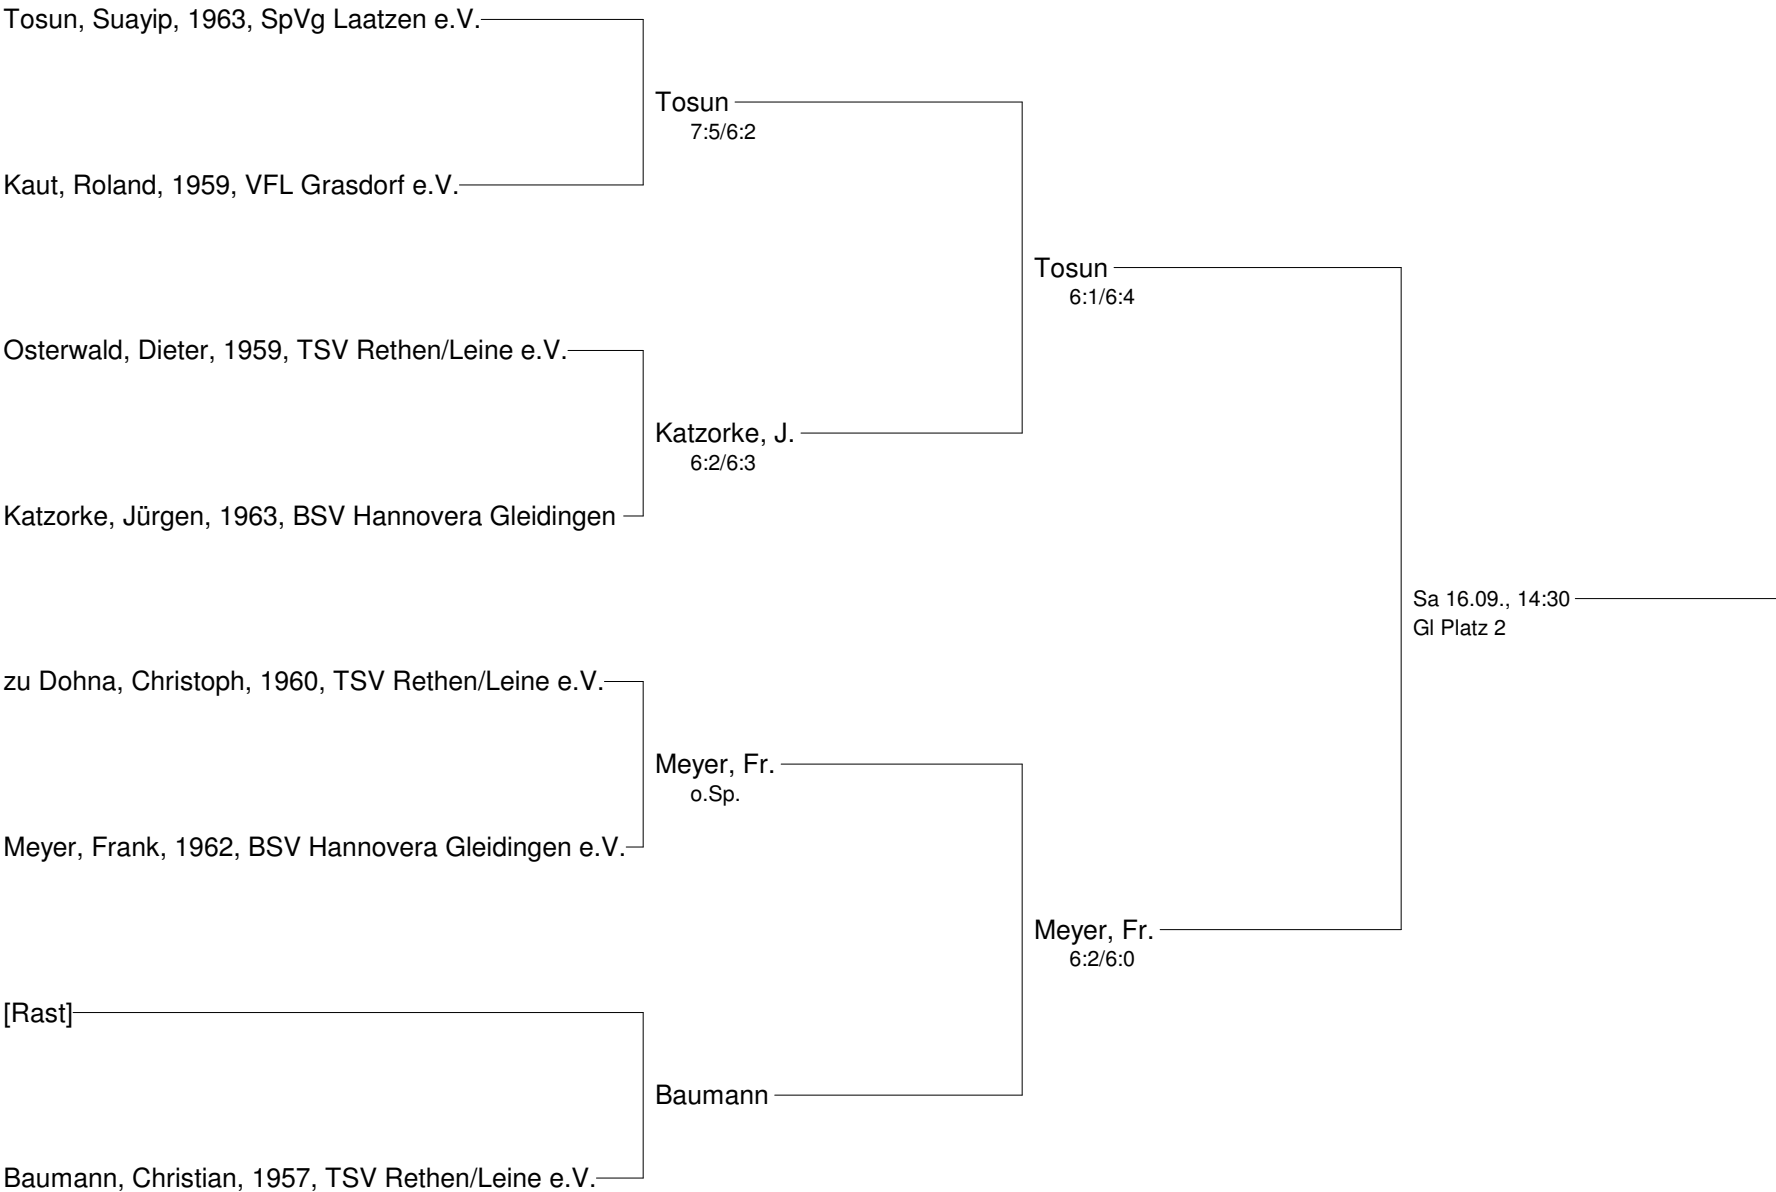 Tosun, Suayip, 1963, SpVg Laatzen e.V.
Tosun
7:5/6:2
Kaut, Roland, 1959, VFL Grasdorf e.V.
Tosun
6:1/6:4
Osterwald, Dieter, 1959, TSV Rethen/Leine e.V.
Katzorke, J.
6:2/6:3
Katzorke, Jürgen, 1963, BSV Hannovera Gleidingen
Sa 16.09., 14:30
Gl Platz 2
zu Dohna, Christoph, 1960, TSV Rethen/Leine e.V.
Meyer, Fr.
o.Sp.
Meyer, Frank, 1962, BSV Hannovera Gleidingen e.V.
Meyer, Fr.
6:2/6:0
[Rast]
Baumann
Baumann, Christian, 1957, TSV Rethen/Leine e.V.